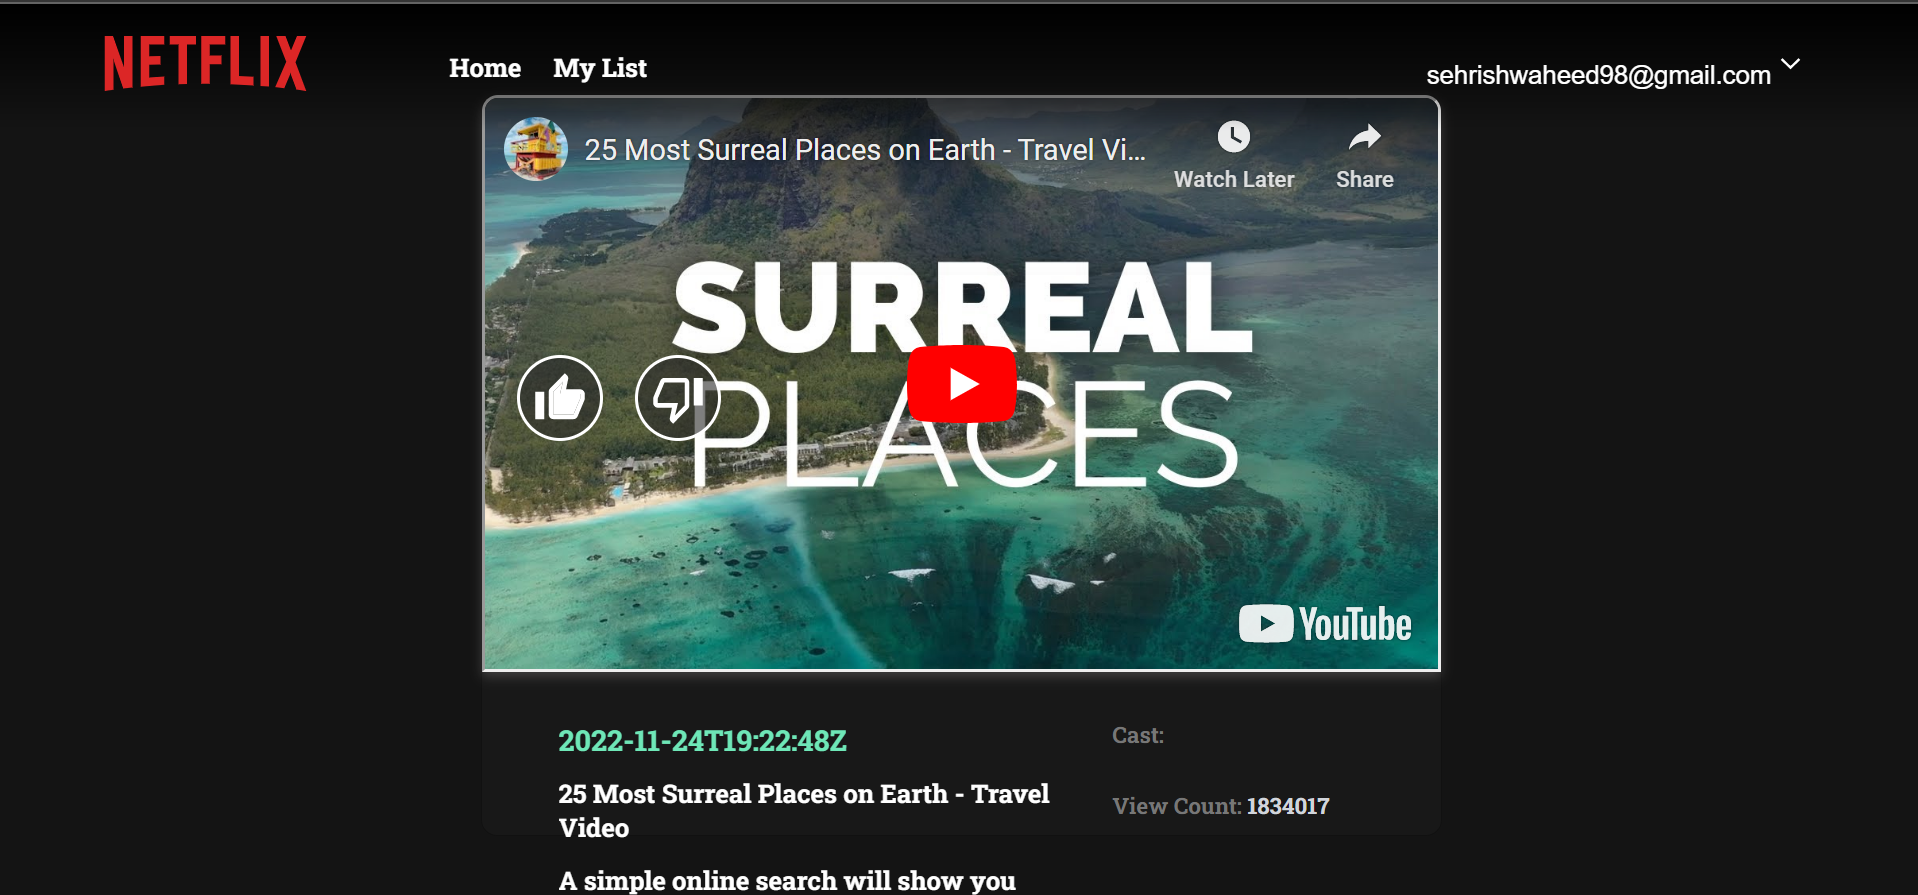 NETFLIX
Home
My List
sehrishwaheed98@gmail.com
25 Most Surreal Places on Earth - Travel Vi...
Watch Later
Share
SURREAL
PLACES
YouTube
2022-11-24T19:22:48Z
Cast:
25 Most Surreal Places on Earth - Travel
Video
View Count: 1834017
A simple online search will show you